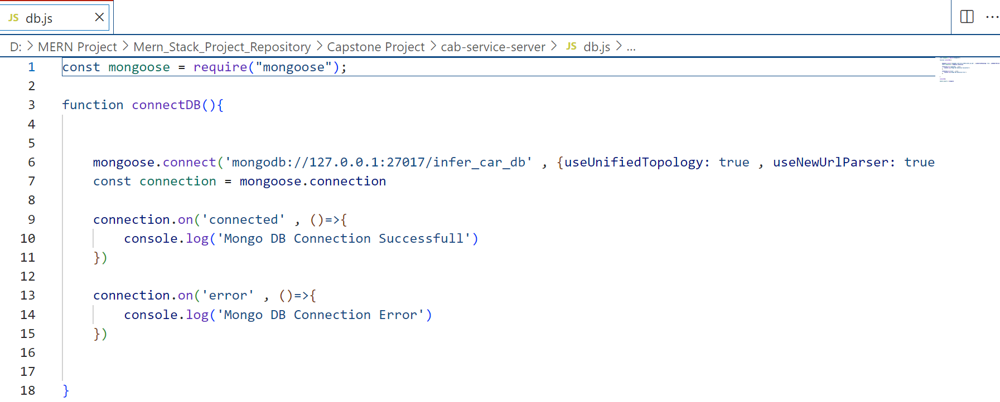 JS db.js
D: > MERN Project > Mern_Stack_Project_Repository > Capstone Project > cab-service-server > JS db.js > ...
1 const mongoose = require("mongoose");
2
3 function connectDB(){
4
5
6 mongoose.connect('mongodb://127.0.0.1:27017/infer_car_db' , {useUnifiedTopology: true , useNewUrlParser: true
7 const connection = mongoose.connection
8
9 connection.on('connected' , ()=>{
10 console.log('Mongo DB Connection Successfull')
11 })
12
13 connection.on('error' , ()=>{
14 console.log('Mongo DB Connection Error')
15 })
16
17
18 }